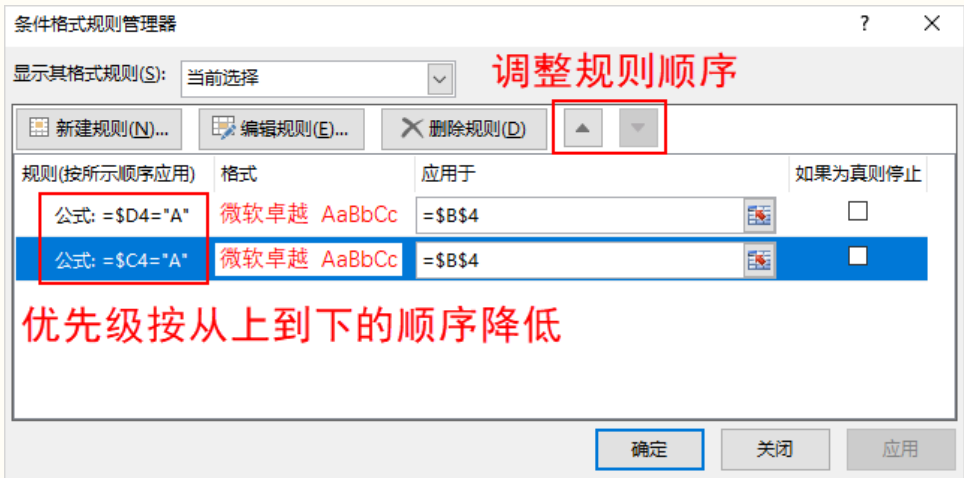 条件格式规则管理器
显示其格式规则(S): 当前选择
调整规则顺序
新建规则(N)... 编辑规则(E)... 删除规则(D)
规则(按所示顺序应用) 格式 应用于 如果为真则停止
公式: =$D4="A" 微软卓越 AaBbCc =$B$4
公式: =$C4="A" 微软卓越 AaBbCc =$B$4
优先级按从上到下的顺序降低
确定 关闭 应用